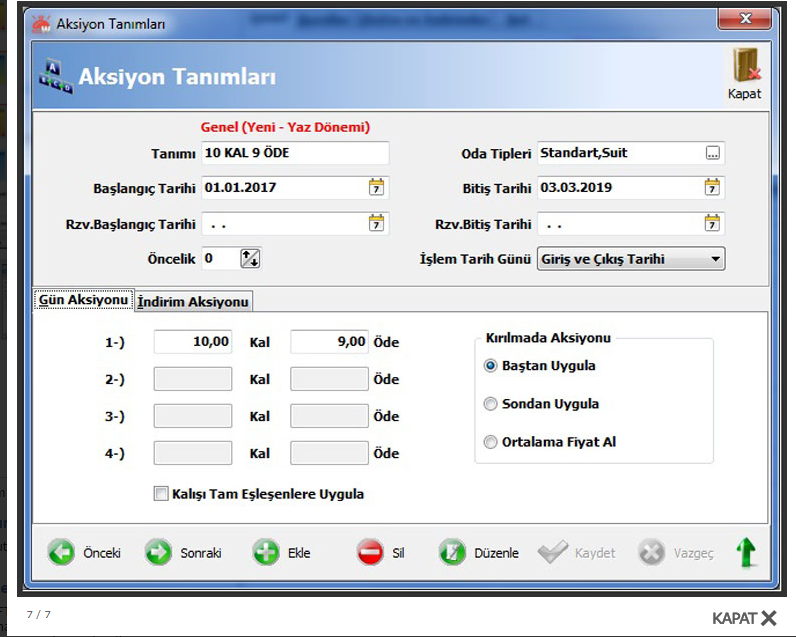 Aksiyon Tanımları
Aksiyon Tanımları
Kapat
Genel (Yeni - Yaz Dönemi)
Tanımı 10 KAL 9 ÖDE Oda Tipleri Standart,Suit ...
Başlangıç Tarihi 01.01.2017 7 Bitiş Tarihi 03.03.2019 7
Rzv.Başlangıç Tarihi . . 7 Rzv.Bitiş Tarihi . . 7
Öncelik 0 İşlem Tarih Günü Giriş ve Çıkış Tarihi
Gün Aksiyonu İndirim Aksiyonu
1-) 10,00 Kal 9,00 Öde
2-) Kal Öde
3-) Kal Öde
4-) Kal Öde
Kalışı Tam Eşleşenlere Uygula
Kırılmada Aksiyonu
Baştan Uygula
Sondan Uygula
Ortalama Fiyat Al
Önceki Sonraki Ekle Sil Düzenle Kaydet Vazgeç
7 / 7
KAPAT